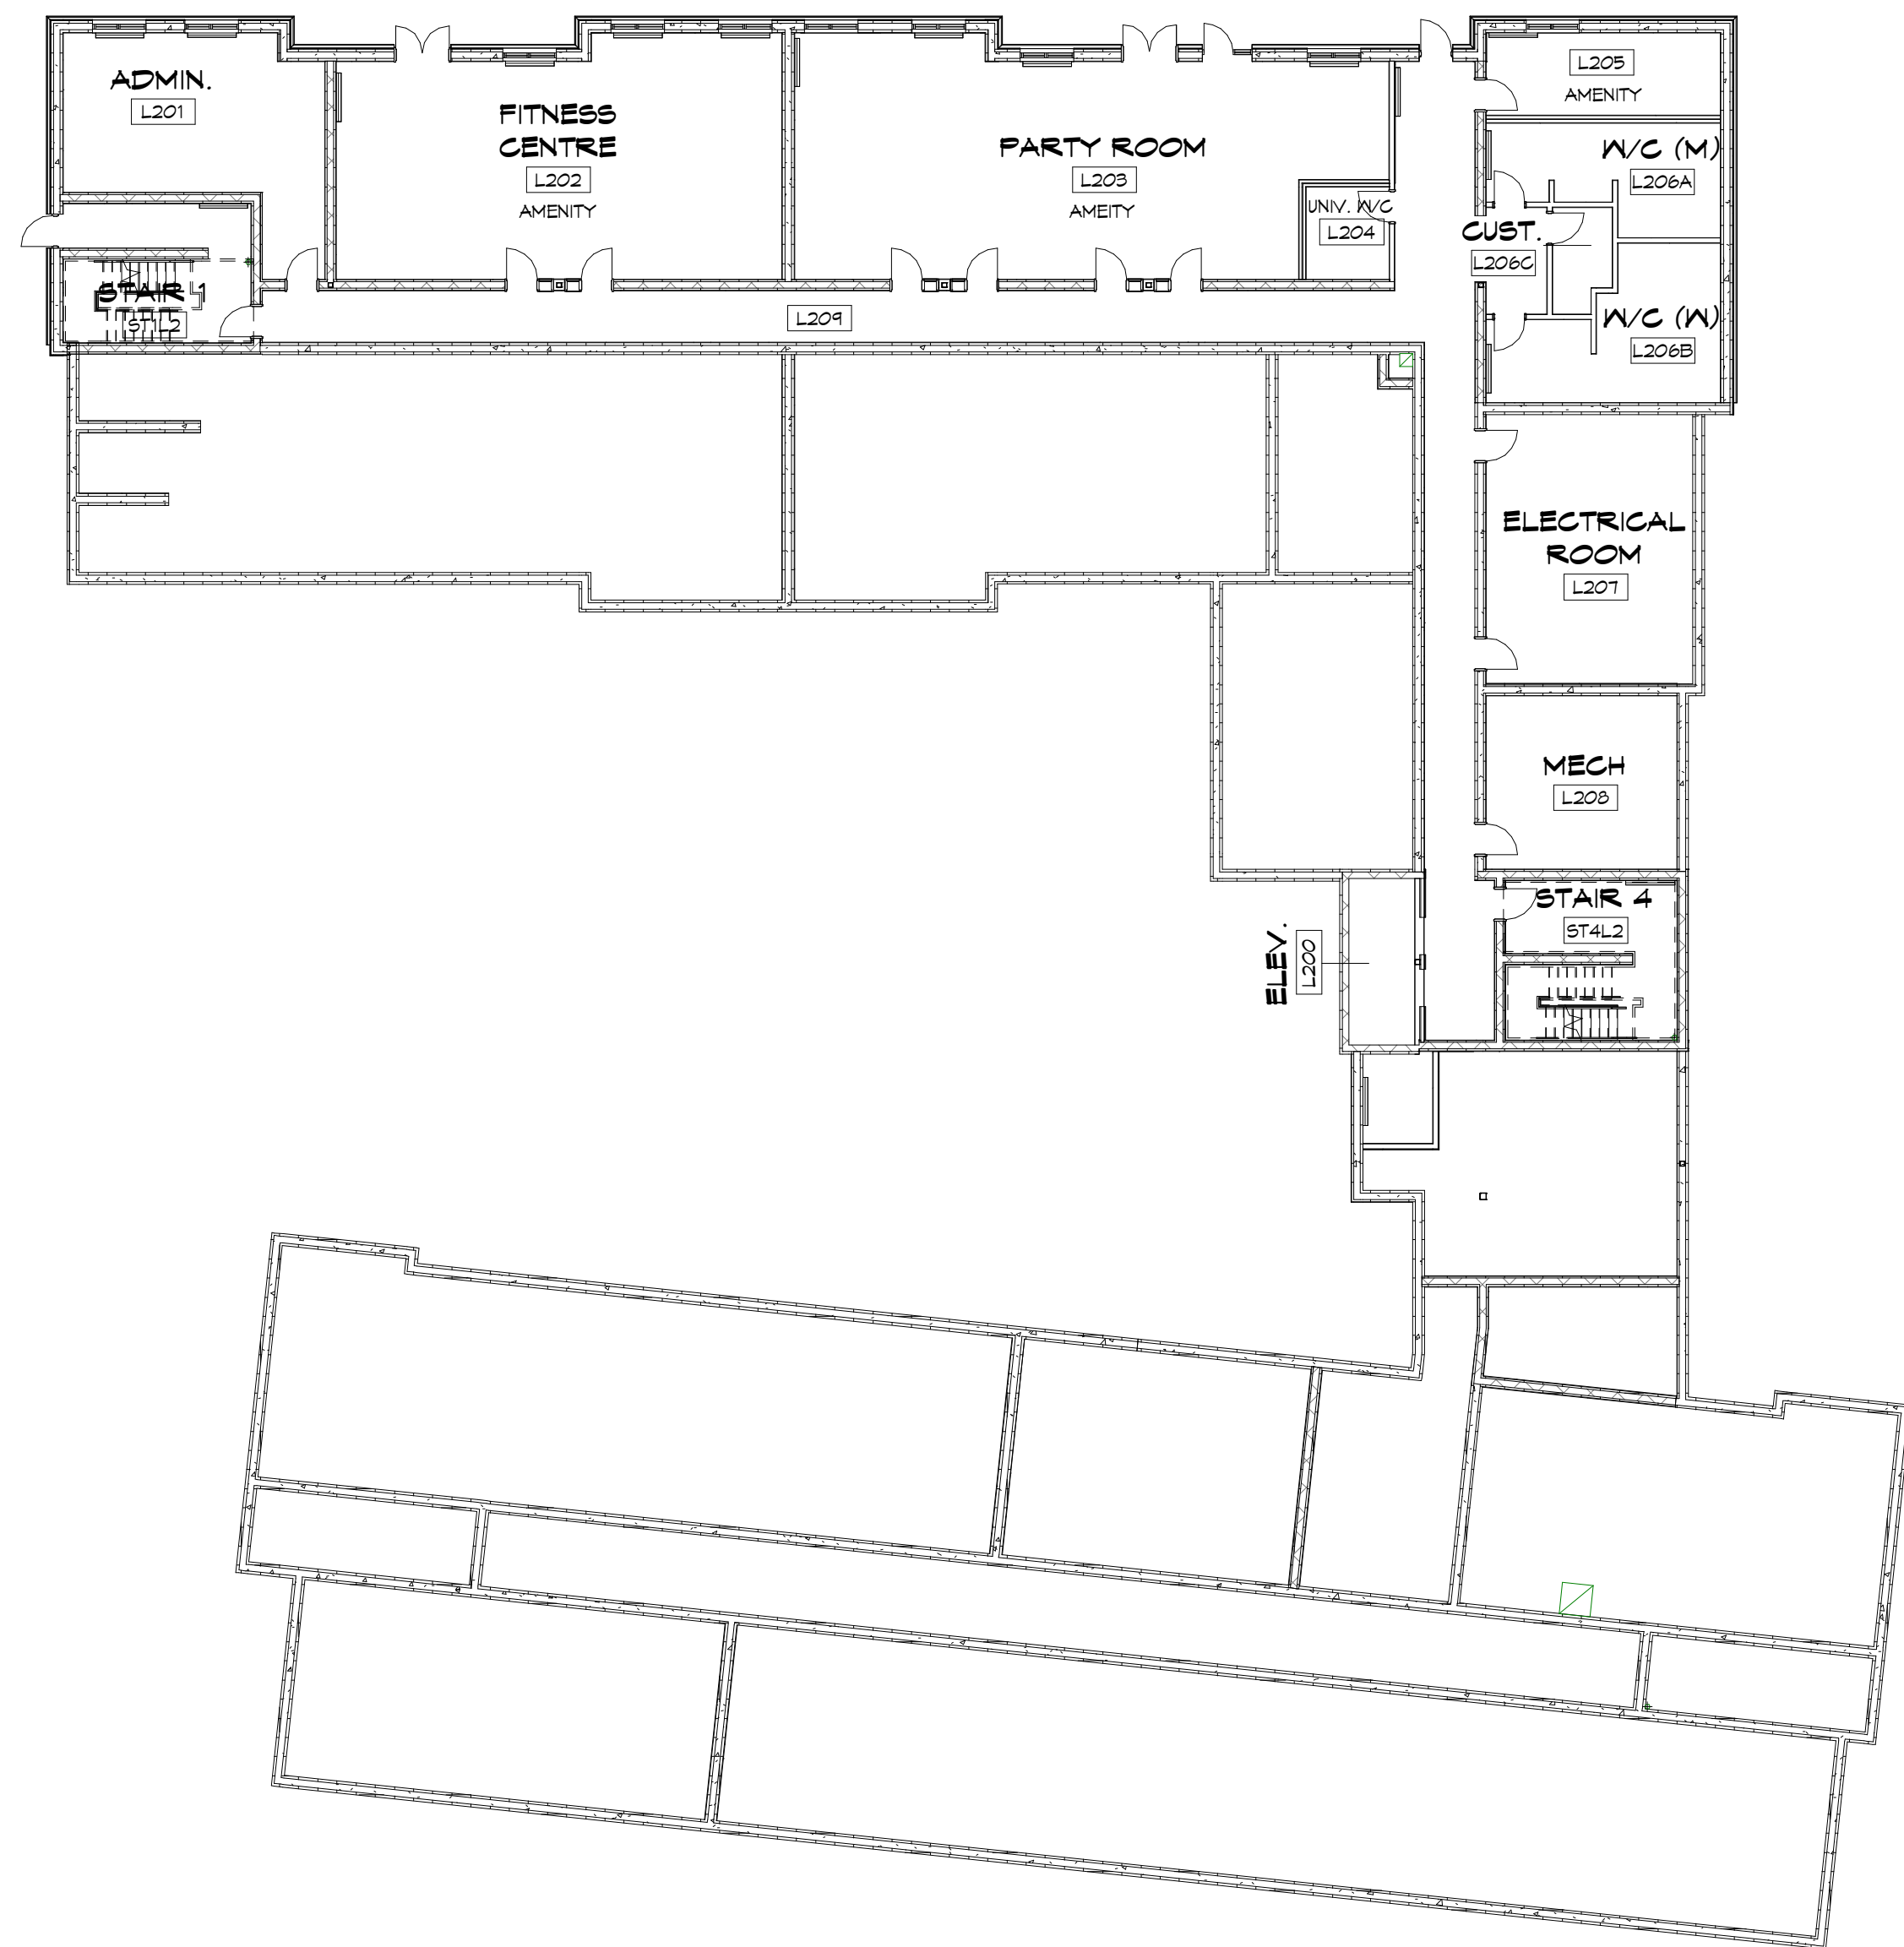 ADMIN.
L201
FITNESS
CENTRE
L202
AMENITY
PARTY ROOM
L203
AMEITY
UNIV. W/C
L204
L205
AMENITY
W/C (M)
L206A
CUST.
L206C
W/C (W)
L206B
STAIR 1
ST1L2
L209
ELECTRICAL
ROOM
L207
MECH
L208
STAIR 4
ST4L2
ELEV.
L200